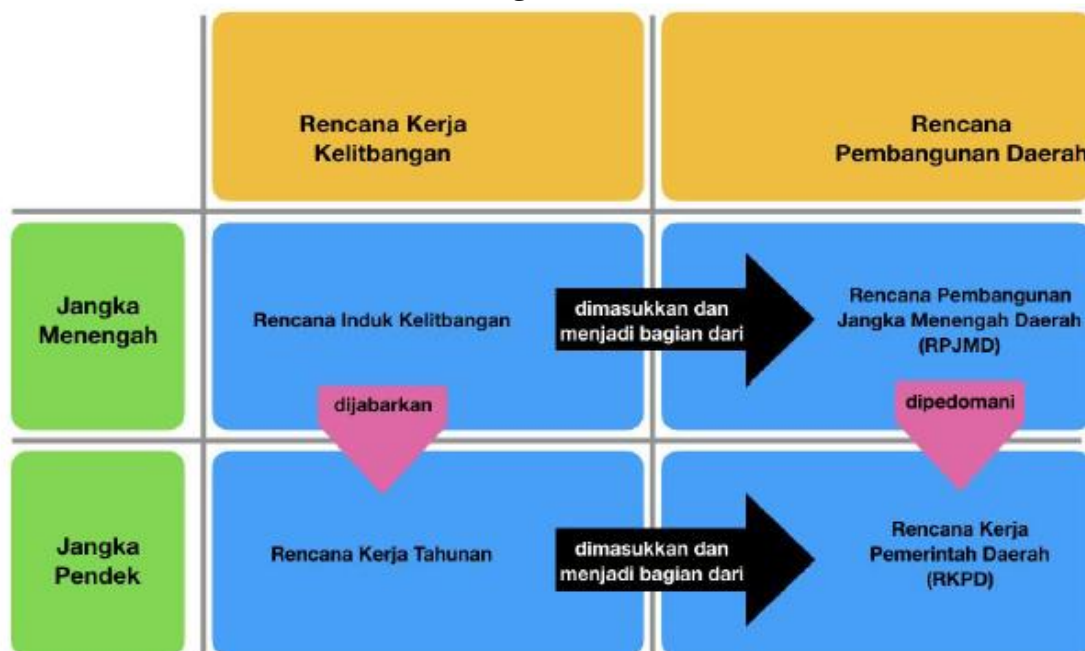 Rencana Kerja
Kelitbangan
Rencana
Pembangunan Daerah
Jangka
Menengah
Rencana Induk Kelitbangan
dimasukkan dan
menjadi bagian dari
Rencana Pembangunan
Jangka Menengah Daerah
(RPJMD)
dijabarkan
dipedomani
Jangka
Pendek
Rencana Kerja Tahunan
dimasukkan dan
menjadi bagian dari
Rencana Kerja
Pemerintah Daerah
(RKPD)